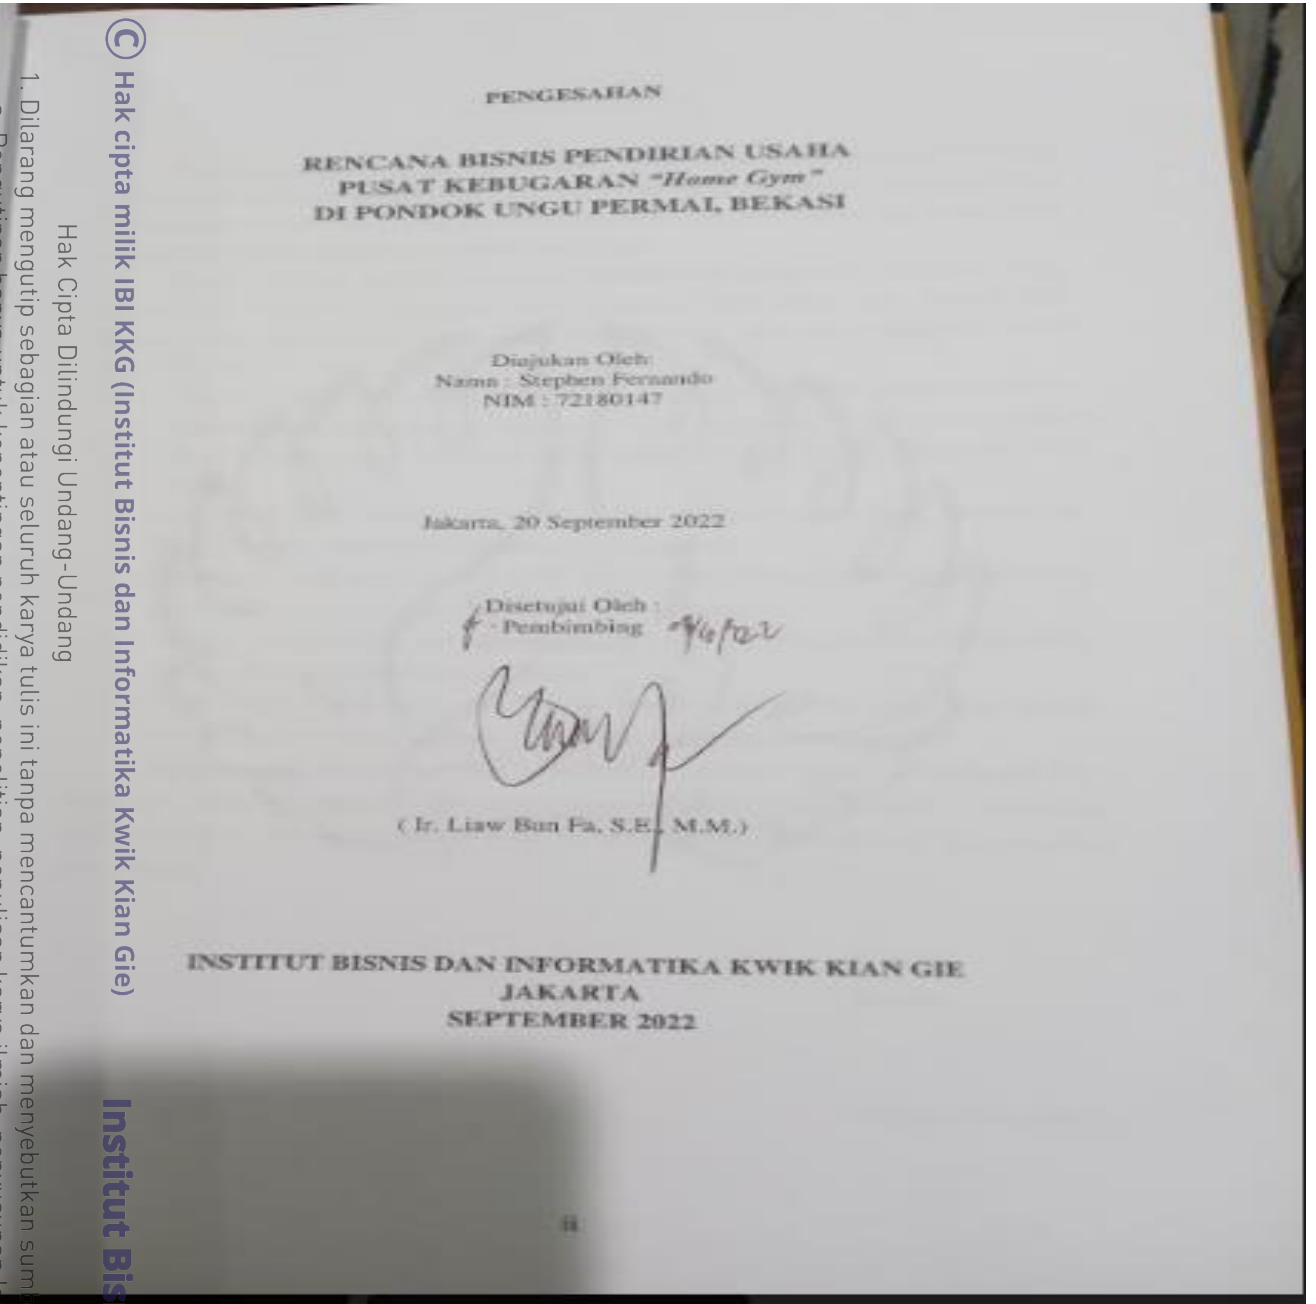 © Hak cipta milik IBI KKG (Institut Bisnis dan Informatika Kwik Kian Gie)
Institut Bis
Hak Cipta Dilindungi Undang-Undang
1. Dilarang mengutip sebagian atau seluruh karya tulis ini tanpa mencantumkan dan menyebutkan sumb
PENGESAHAN
RENCANA BISNIS PENDIRIAN USAHA
PUSAT KEBUGARAN "Home Gym"
DI PONDOK UNGU PERMAI, BEKASI
Diajukan Oleh:
Nama : Stephen Fernando
NIM : 72180147
Jakarta, 20 September 2022
Disetujui Oleh :
Pembimbing
( Ir. Liaw Bun Fa, S.E., M.M.)
INSTITUT BISNIS DAN INFORMATIKA KWIK KIAN GIE
JAKARTA
SEPTEMBER 2022
ii